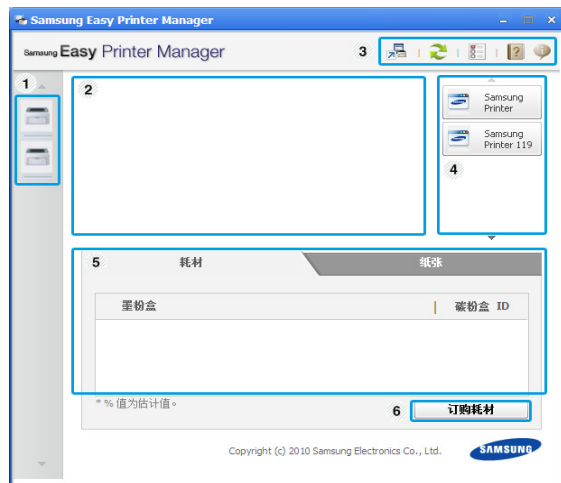 Samsung Easy Printer Manager
Samsung Easy Printer Manager
3
1
2
Samsung
Printer
Samsung
Printer 119
4
5
耗材
纸张
墨粉盒
碳粉盒 ID
* % 值为估计值。
6
订购耗材
Copyright (c) 2010 Samsung Electronics Co., Ltd.
SAMSUNG